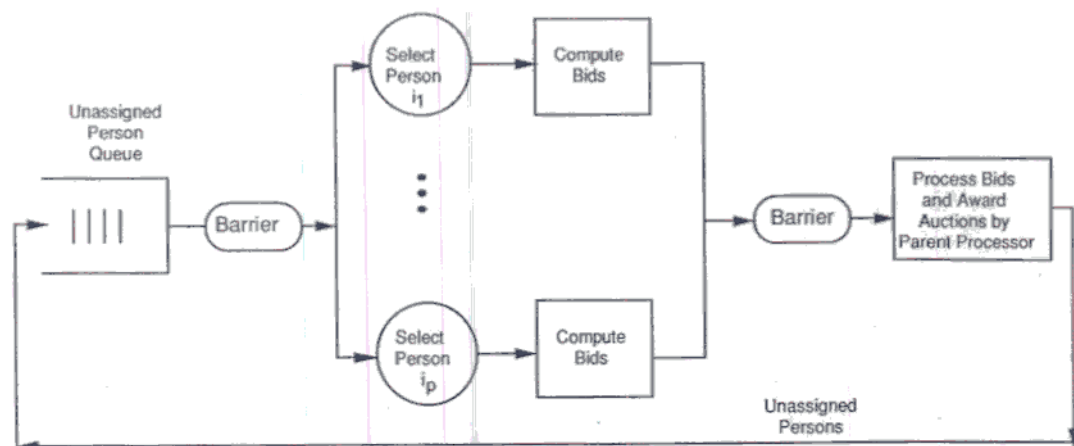 Unassigned
Person
Queue
Barrier
Select
Person
i1
Compute
Bids
Select
Person
ip
Compute
Bids
Barrier
Process Bids
and Award
Auctions by
Parent Processor
Unassigned
Persons